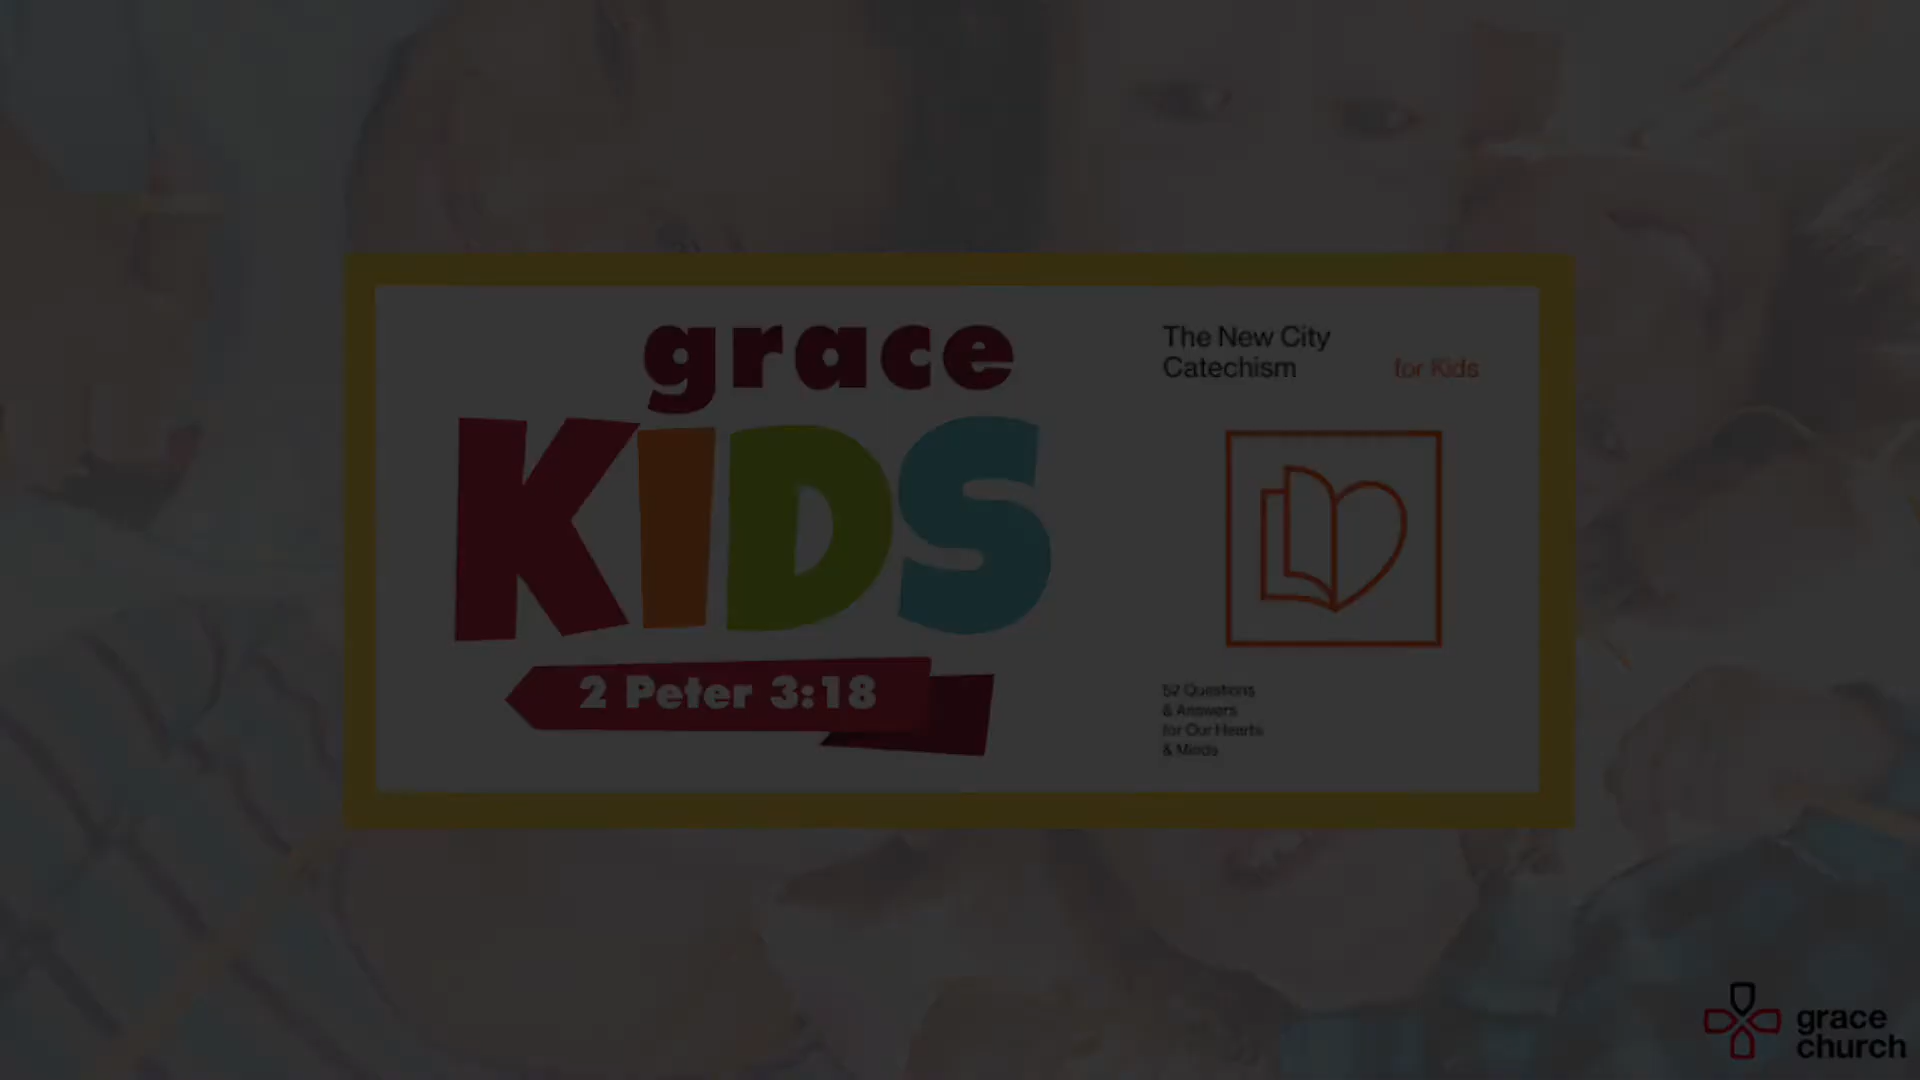 grace
KIDS
2 Peter 3:18
The New City
Catechism
for Kids
52 Questions
& Answers
for Our Hearts
& Minds
grace
church